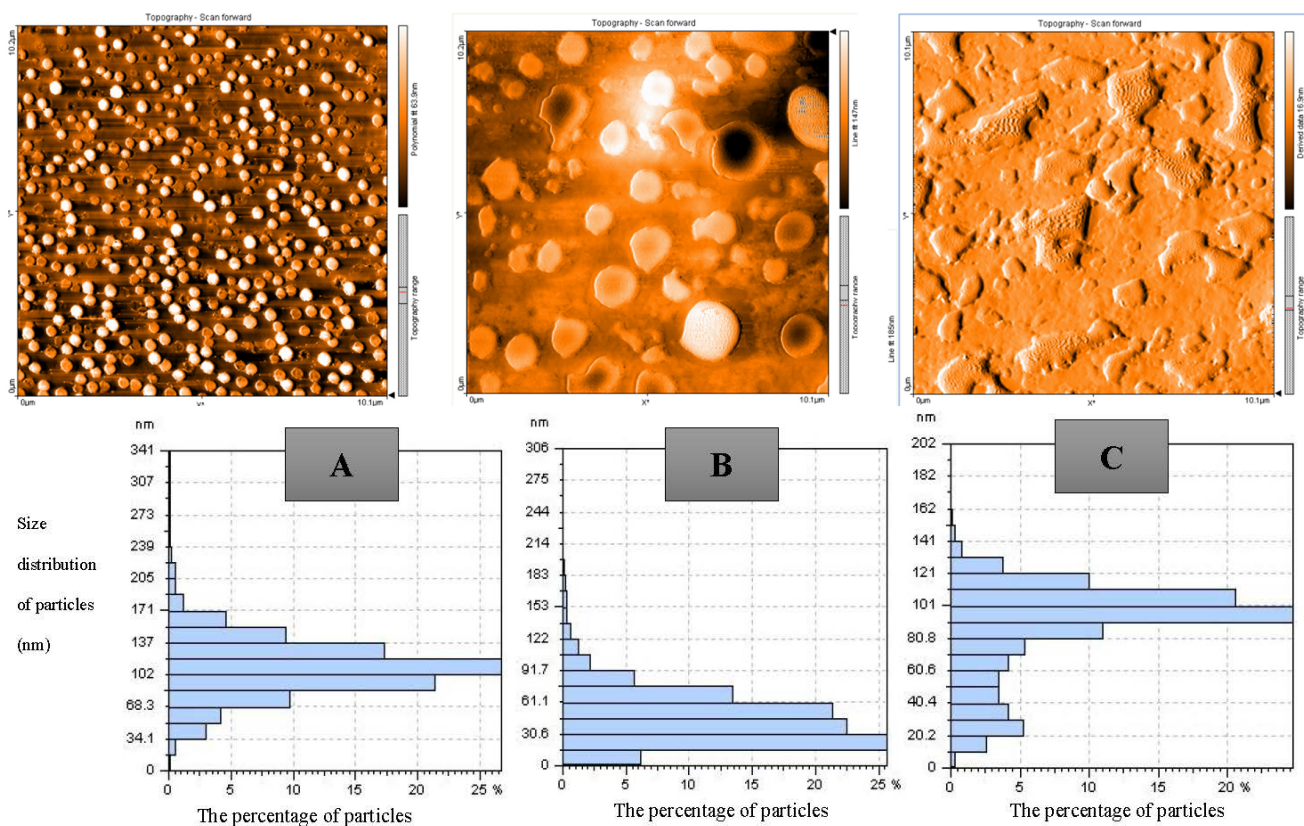 Topography - Scan forward
10.2µm
Y*
0µm
0µm
10.1µm
Polynomial fit 63.9nm
Topography range
Topography - Scan forward
10.2µm
Y*
0µm
0µm
X*
10.1µm
Line fit 147nm
Topography range
Topography - Scan forward
10.1µm
Y*
0µm
Line fit 185nm
0µm
X*
10.1µm
Derived data 16.9nm
Topography range
nm
341
307
273
239
205
171
137
102
68.3
34.1
0
A
0 5 10 15 20 25 %
The percentage of particles
Size
distribution
of particles
(nm)
nm
306
275
244
214
183
153
122
91.7
61.1
30.6
0
B
0 5 10 15 20 25 %
The percentage of particles
nm
202
182
162
141
121
101
80.8
60.6
40.4
20.2
0
C
0 5 10 15 20 %
The percentage of particles